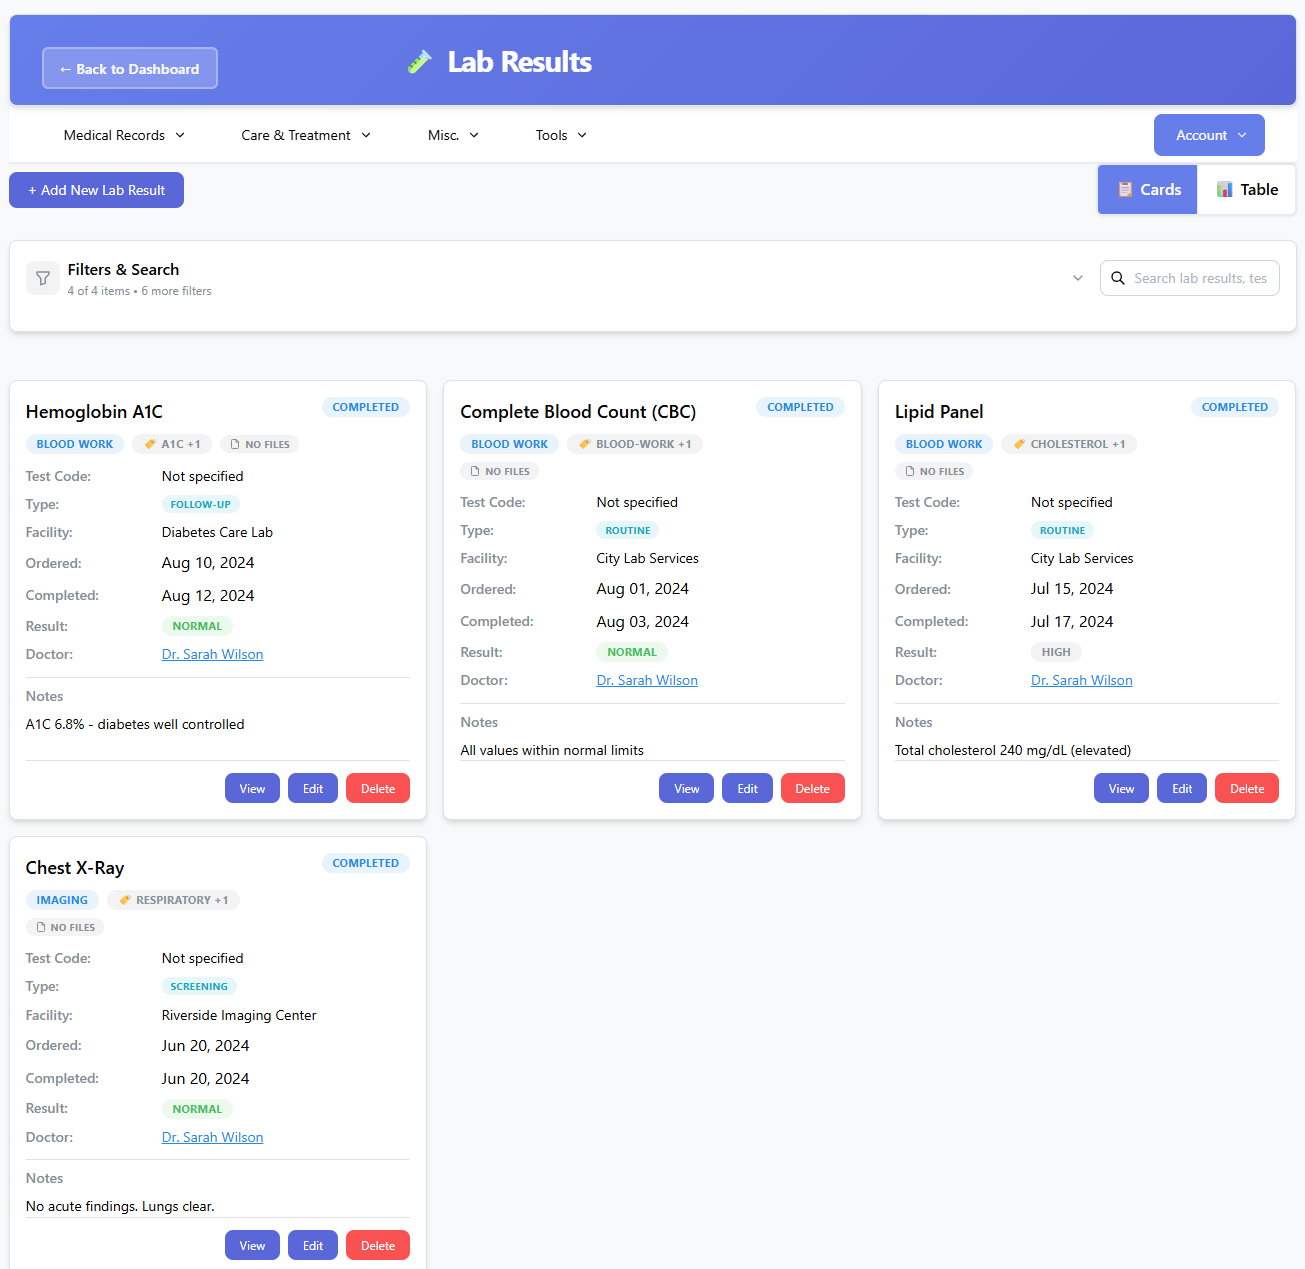 ← Back to Dashboard
Lab Results
Medical Records
Care & Treatment
Misc.
Tools
Account
+ Add New Lab Result
Cards
Table
Filters & Search
4 of 4 items • 6 more filters
Search lab results, tes
Hemoglobin A1C
COMPLETED
BLOOD WORK
A1C +1
NO FILES
Test Code: Not specified
Type: FOLLOW-UP
Facility: Diabetes Care Lab
Ordered: Aug 10, 2024
Completed: Aug 12, 2024
Result: NORMAL
Doctor: Dr. Sarah Wilson
Notes
A1C 6.8% - diabetes well controlled
View
Edit
Delete
Complete Blood Count (CBC)
COMPLETED
BLOOD WORK
BLOOD-WORK +1
NO FILES
Test Code: Not specified
Type: ROUTINE
Facility: City Lab Services
Ordered: Aug 01, 2024
Completed: Aug 03, 2024
Result: NORMAL
Doctor: Dr. Sarah Wilson
Notes
All values within normal limits
View
Edit
Delete
Lipid Panel
COMPLETED
BLOOD WORK
CHOLESTEROL +1
NO FILES
Test Code: Not specified
Type: ROUTINE
Facility: City Lab Services
Ordered: Jul 15, 2024
Completed: Jul 17, 2024
Result: HIGH
Doctor: Dr. Sarah Wilson
Notes
Total cholesterol 240 mg/dL (elevated)
View
Edit
Delete
Chest X-Ray
COMPLETED
IMAGING
RESPIRATORY +1
NO FILES
Test Code: Not specified
Type: SCREENING
Facility: Riverside Imaging Center
Ordered: Jun 20, 2024
Completed: Jun 20, 2024
Result: NORMAL
Doctor: Dr. Sarah Wilson
Notes
No acute findings. Lungs clear.
View
Edit
Delete